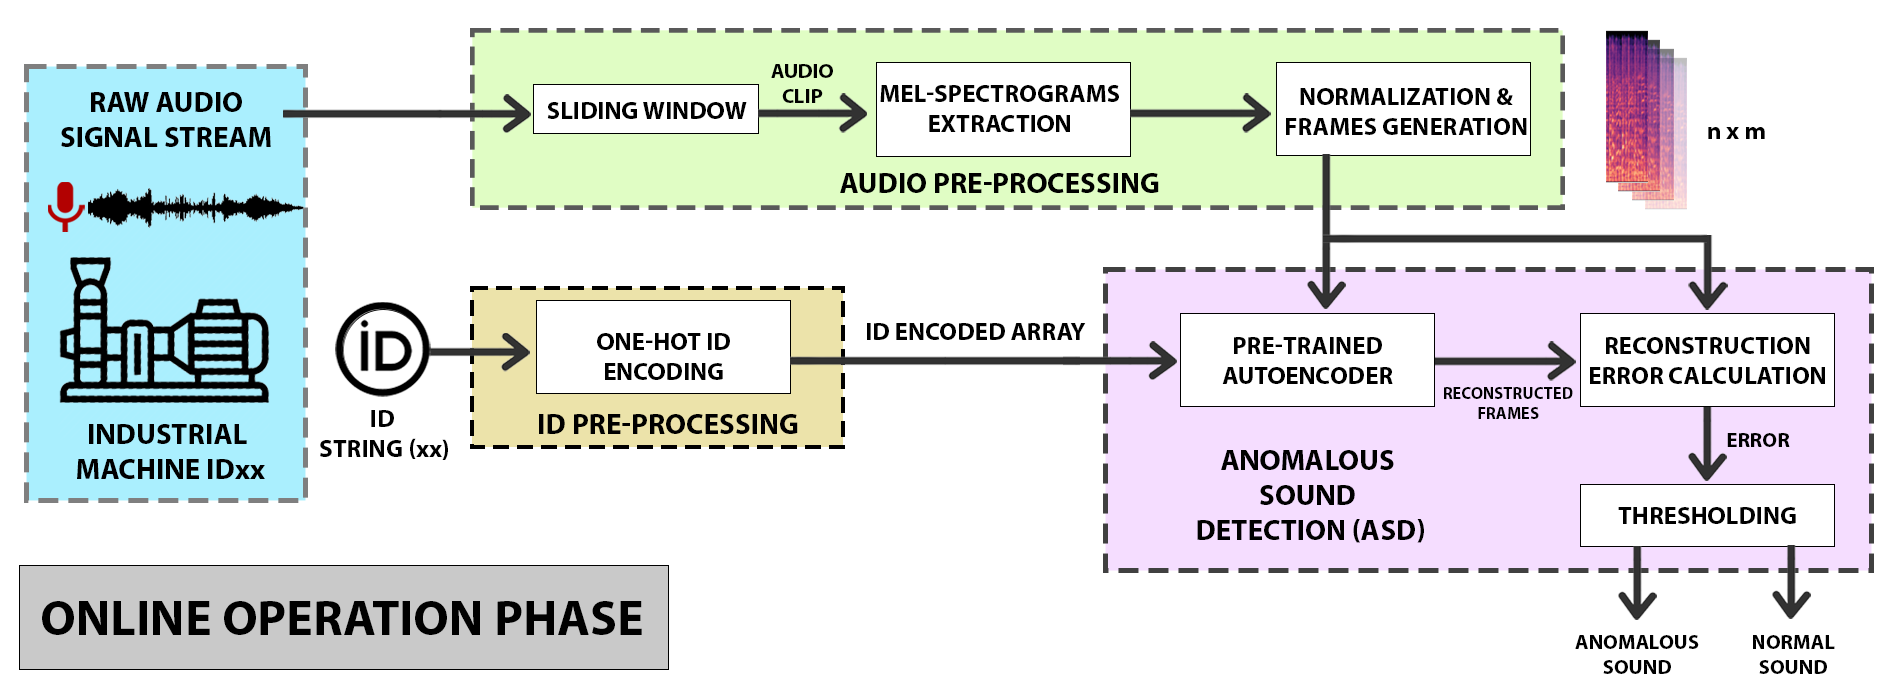 RAW AUDIO
SIGNAL STREAM
INDUSTRIAL
MACHINE IDxx
SLIDING WINDOW
AUDIO
CLIP
MEL-SPECTROGRAMS
EXTRACTION
NORMALIZATION &
FRAMES GENERATION
AUDIO PRE-PROCESSING
n x m
iD
ID
STRING (xx)
ONE-HOT ID
ENCODING
ID PRE-PROCESSING
ID ENCODED ARRAY
PRE-TRAINED
AUTOENCODER
RECONSTRUCTED
FRAMES
RECONSTRUCTION
ERROR CALCULATION
ERROR
THRESHOLDING
ANOMALOUS
SOUND
DETECTION (ASD)
ANOMALOUS
SOUND
NORMAL
SOUND
ONLINE OPERATION PHASE